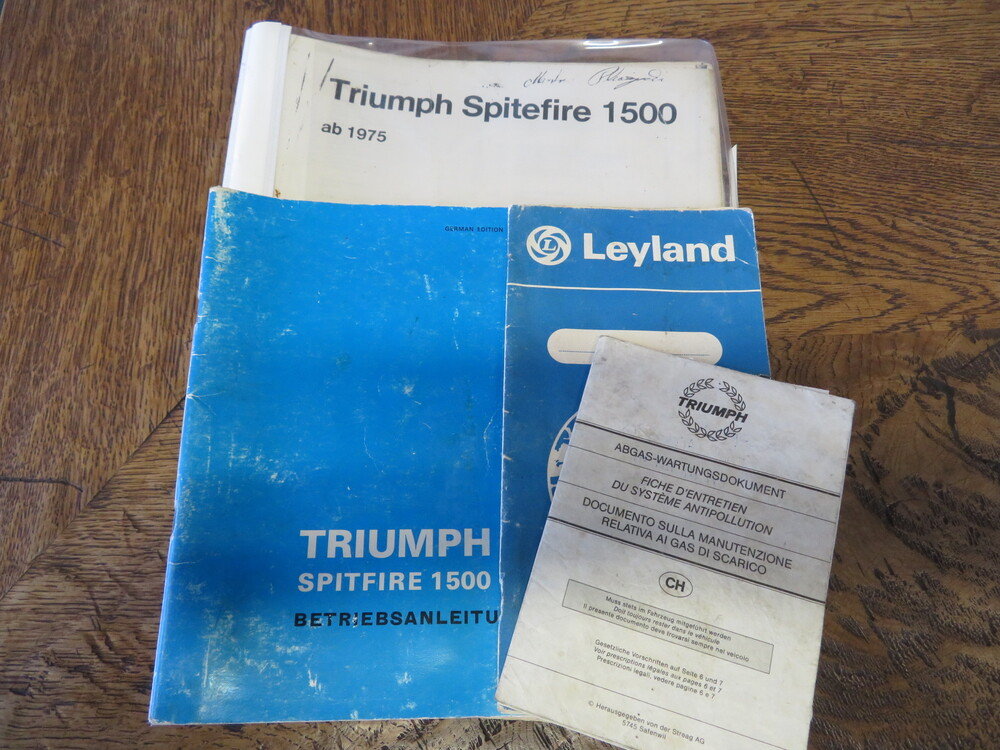 Triumph Spitefire 1500
ab 1975
GERMAN EDITION
TRIUMPH
SPITFIRE 1500
BETRIEBSANLEITU
L
Leyland
TRIUMPH
ABGAS-WARTUNGSDOKUMENT
FICHE D'ENTRETIEN
DU SYSTÈME ANTIPOLLUTION
DOCUMENTO SULLA MANUTENZIONE
RELATIVA AI GAS DI SCARICO
CH
Muss stets im Fahrzeug mitgeführt werden
Doit toujours rester dans le véhicule
Il presente documento deve trovarsi sempre nel veicolo
Gesetzliche Vorschriften auf Seite 6 und 7
Voir prescriptions légales aux pages 6 et 7
Prescrizioni legali, vedere pagine 6 e 7
© Herausgegeben von der Streag AG
5745 Safenwil